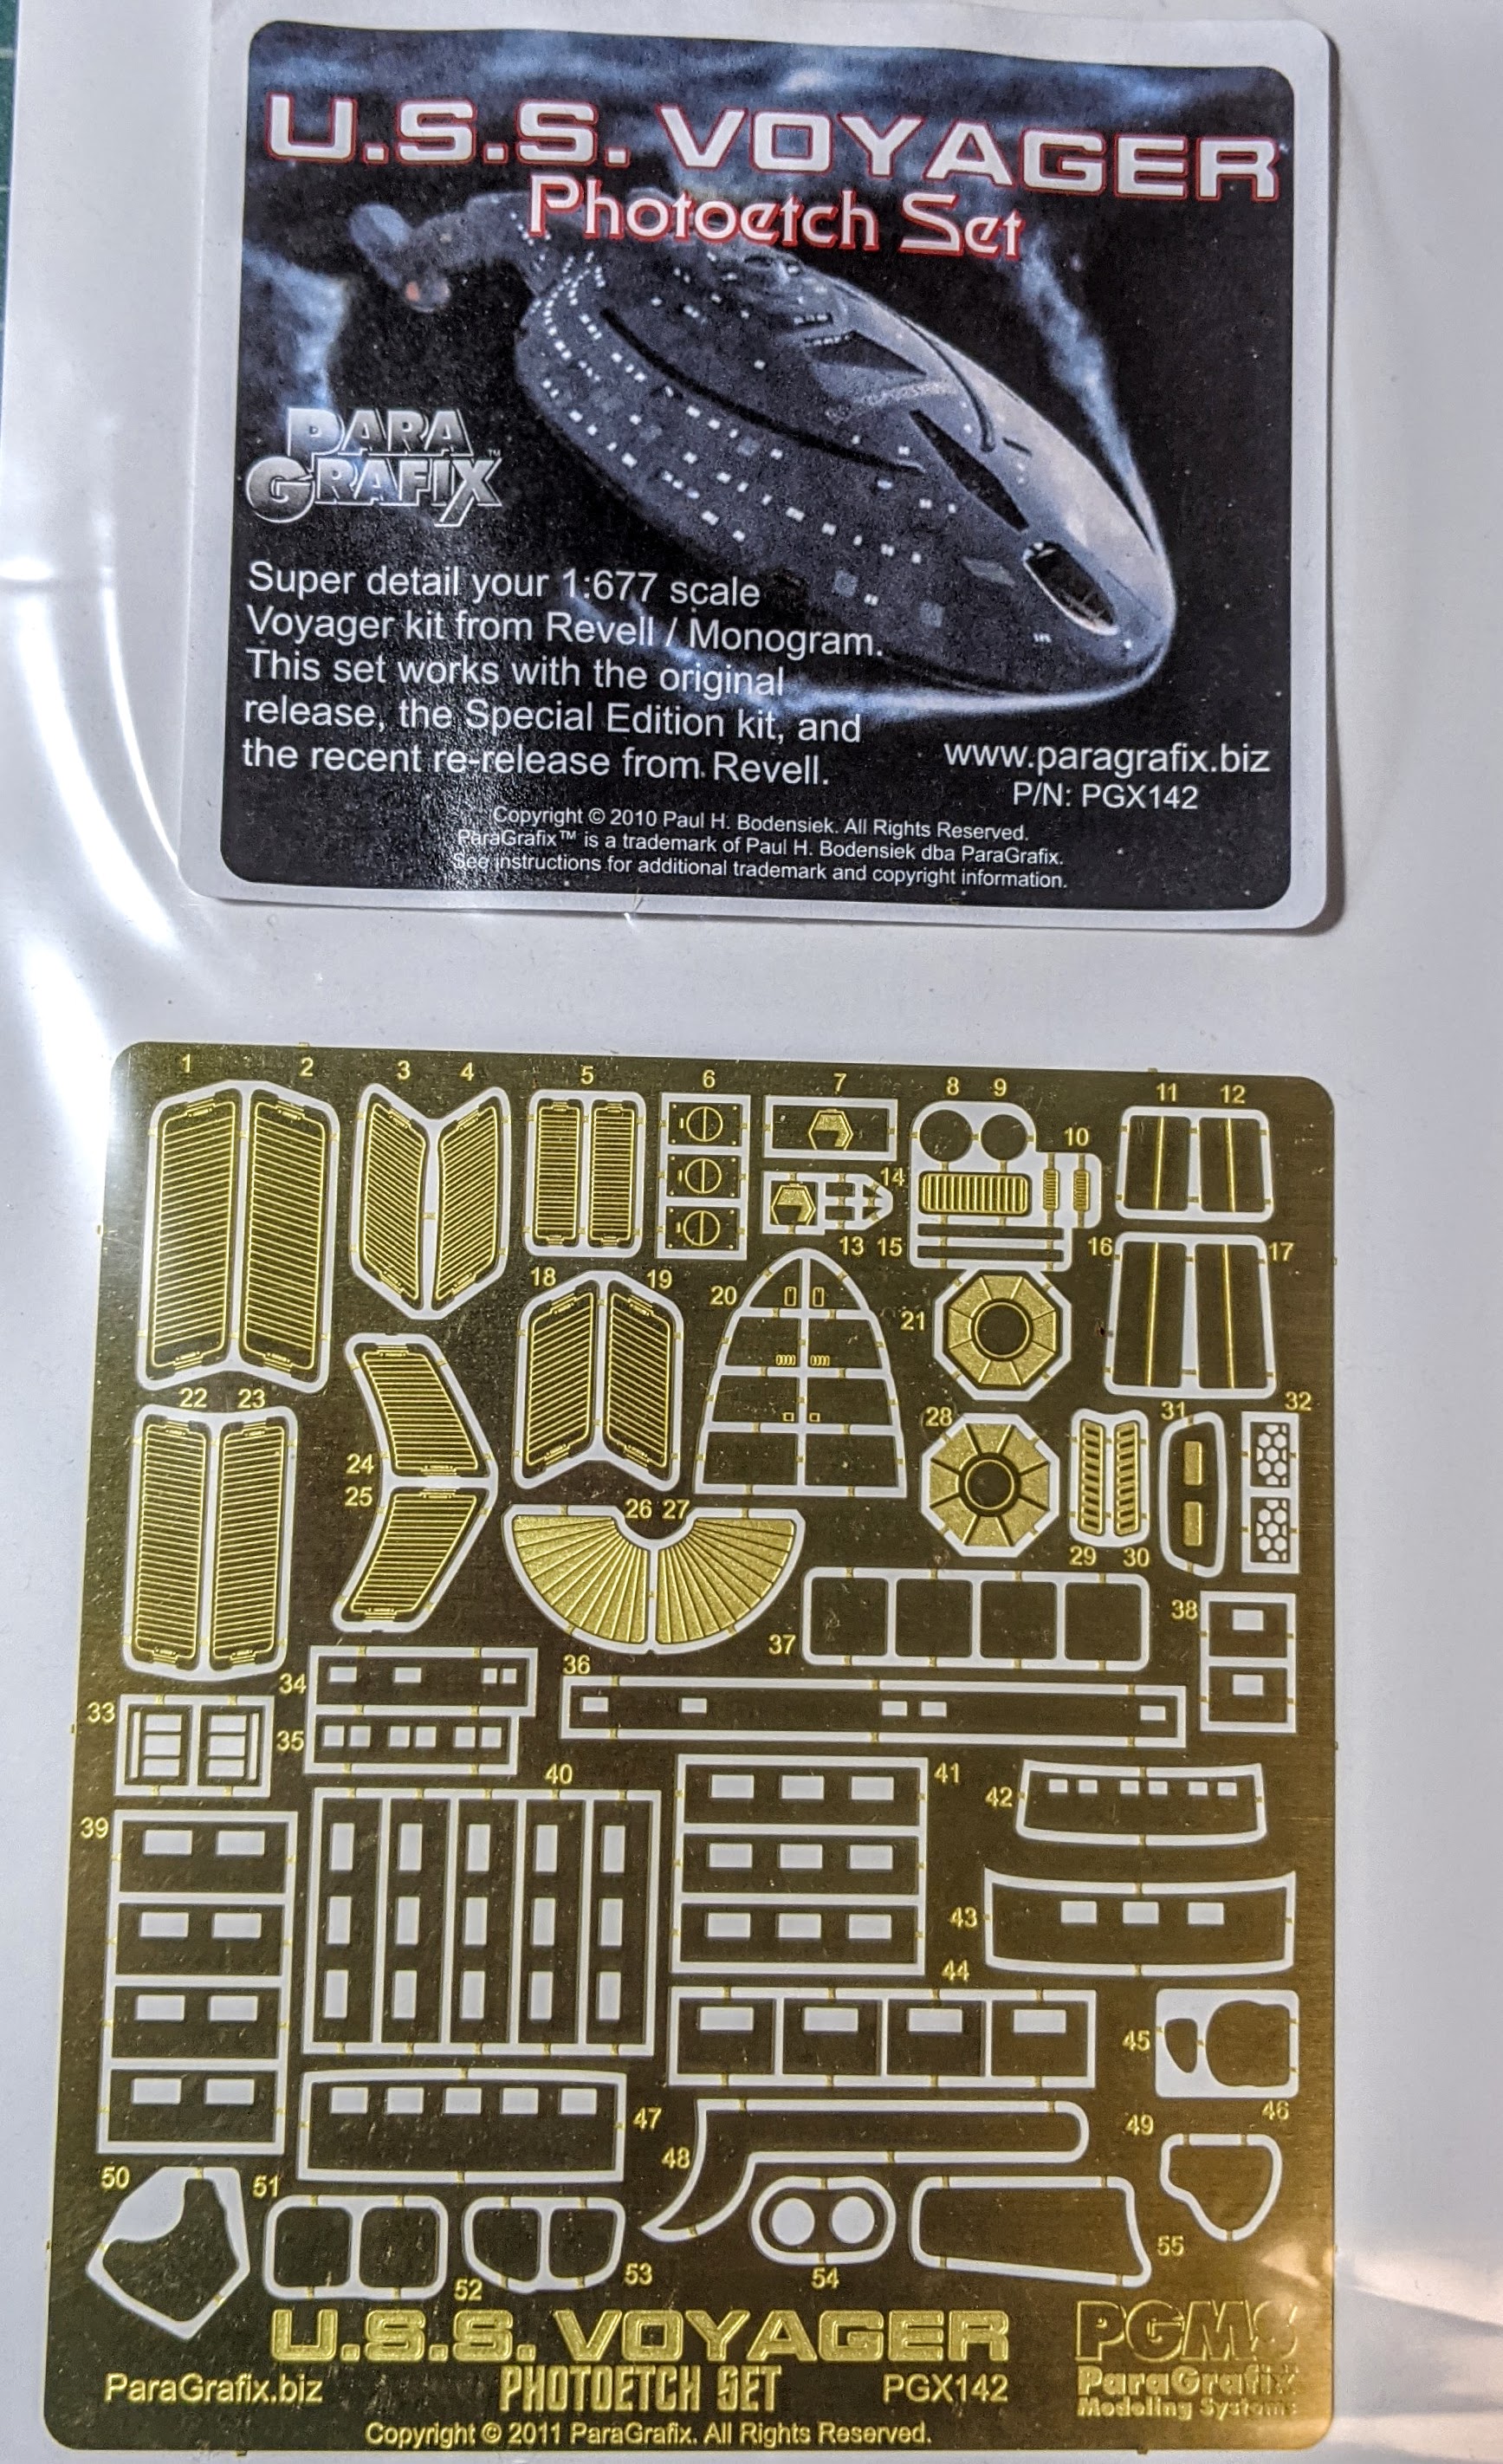 U.S.S. VOYAGER
Photoetch Set
PARA
GRAFIX™
Super detail your 1:677 scale
Voyager kit from Revell / Monogram.
This set works with the original
release, the Special Edition kit, and
the recent re-release from Revell.
www.paragrafix.biz
P/N: PGX142
Copyright © 2010 Paul H. Bodensiek. All Rights Reserved.
ParaGrafix™ is a trademark of Paul H. Bodensiek dba ParaGrafix.
See instructions for additional trademark and copyright information.
1 2 3 4 5 6 7 8 9 11 12
10
14
13 15 16 17
18 19 20 21
22 23 28 31 32
24
25
26 27 29 30
37 38
34 36
33 35
40 41 42
39
43
44
45
46
47 49
48
50 51
55
52 53 54
U.S.S. VOYAGER
PHOTOETCH SET
ParaGrafix.biz
PGX142
PGMS
ParaGrafix
Modeling Systems
Copyright © 2011 ParaGrafix. All Rights Reserved.